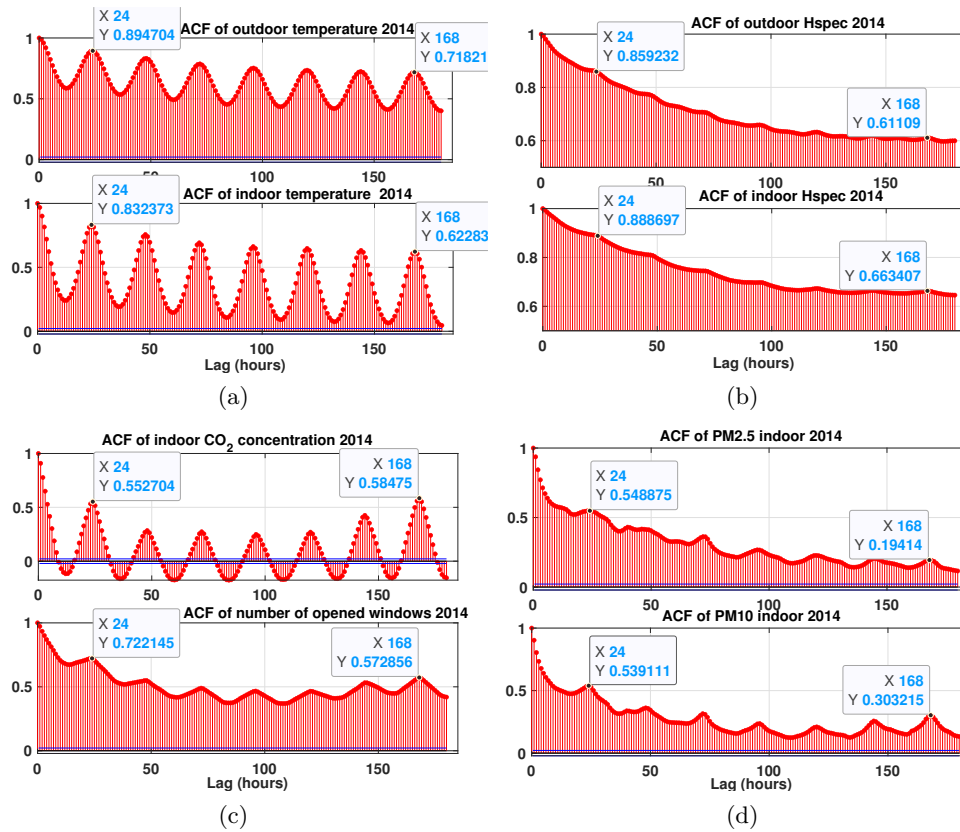 ACF of outdoor temperature 2014
X 24
Y 0.894704
X 168
Y 0.71821
1
0.5
0
0
50
100
150
ACF of indoor temperature 2014
X 24
Y 0.832373
X 168
Y 0.62283
1
0.5
0
0
50
100
150
Lag (hours)
(a)
ACF of outdoor Hspec 2014
X 24
Y 0.859232
X 168
Y 0.61109
1
0.8
0.6
0
50
100
150
ACF of indoor Hspec 2014
X 24
Y 0.888697
X 168
Y 0.663407
1
0.8
0.6
0
50
100
150
Lag (hours)
(b)
ACF of indoor CO2 concentration 2014
X 24
Y 0.552704
X 168
Y 0.58475
1
0.5
0
0
50
100
150
ACF of number of opened windows 2014
X 24
Y 0.722145
X 168
Y 0.572856
1
0.5
0
0
50
100
150
Lag (hours)
(c)
ACF of PM2.5 indoor 2014
X 24
Y 0.548875
X 168
Y 0.19414
1
0.5
0
0
50
100
150
ACF of PM10 indoor 2014
X 24
Y 0.539111
X 168
Y 0.303215
1
0.5
0
0
50
100
150
Lag (hours)
(d)